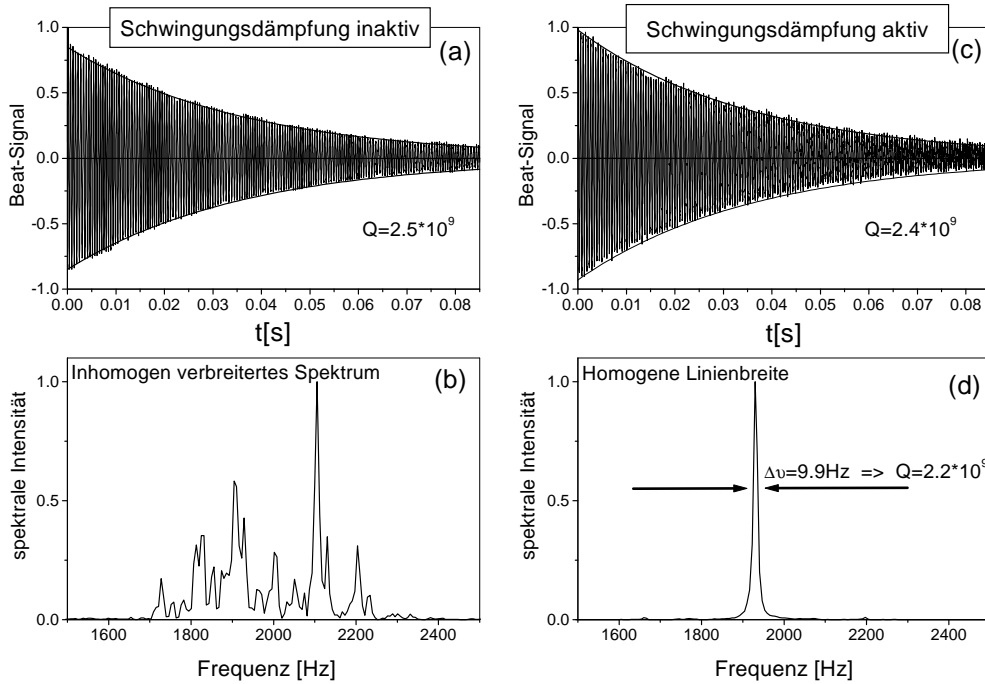 Schwingungsdämpfung inaktiv
(a)
1.0
0.5
0.0
-0.5
-1.0
Beat-Signal
Q=2.5*10^9
0.00 0.01 0.02 0.03 0.04 0.05 0.06 0.07 0.08
t[s]
Schwingungsdämpfung aktiv
(c)
1.0
0.5
0.0
-0.5
-1.0
Beat-Signal
Q=2.4*10^9
0.00 0.01 0.02 0.03 0.04 0.05 0.06 0.07 0.08
t[s]
Inhomogen verbreitertes Spektrum
(b)
1.0
0.5
0.0
spektrale Intensität
1600 1800 2000 2200 2400
Frequenz [Hz]
Homogene Linienbreite
(d)
1.0
0.5
0.0
spektrale Intensität
Δυ=9.9Hz => Q=2.2*10^9
1600 1800 2000 2200 2400
Frequenz [Hz]